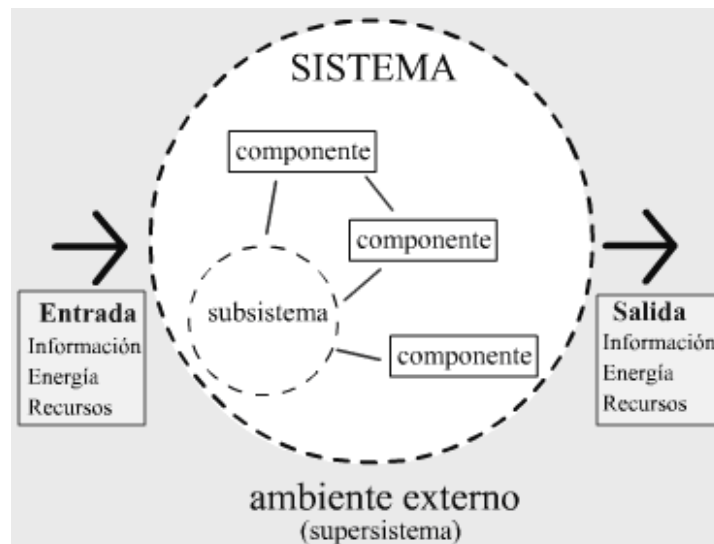 SISTEMA
componente
componente
subsistema
componente
Entrada
Información
Energía
Recursos
Salida
Información
Energía
Recursos
ambiente externo
(supersistema)